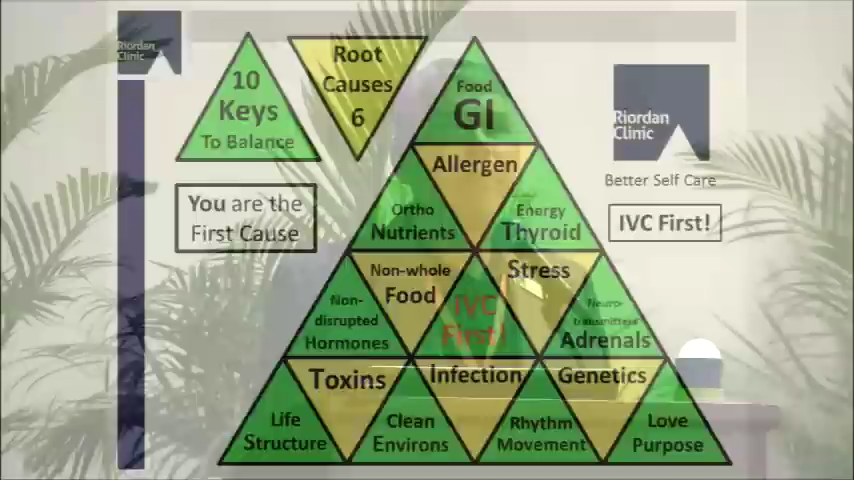 Riordan
Clinic
10
Keys
To Balance
Root
Causes
6
You are the
First Cause
Food
GI
Allergen
Ortho
Nutrients
Energy
Thyroid
Non-whole
Food
Stress
Non-
disrupted
Hormones
IVC
First!
Neuro-
transmitters
Adrenals
Toxins
Infection
Genetics
Life
Structure
Clean
Environs
Rhythm
Movement
Love
Purpose
Riordan
Clinic
Better Self Care
IVC First!